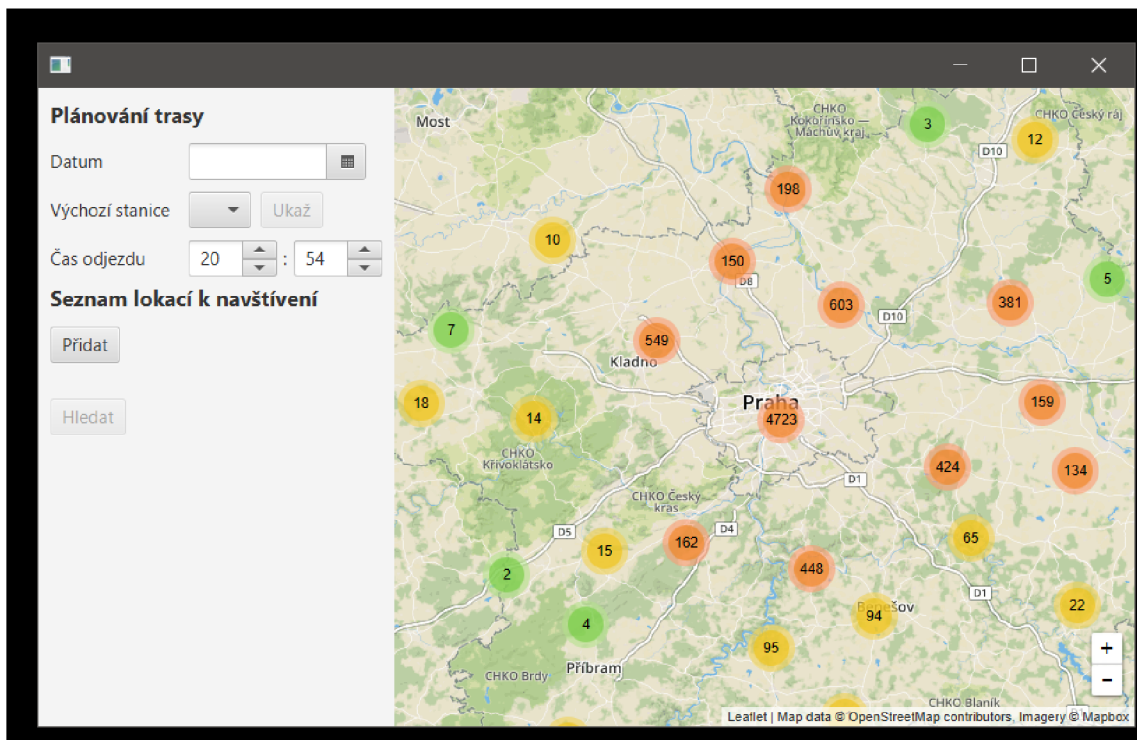 Plánování trasy
Datum
Výchozí stanice
Ukaž
Čas odjezdu
20
:
54
Seznam lokací k navštívení
Přidat
Hledat
Most
CHKO
Kokořínsko —
Máchův kraj
3
CHKO Český ráj
12
D10
198
10
150
D8
5
603
381
D10
7
549
Kladno
18
14
Praha
4723
159
CHKO
Křivoklátsko
424
134
D1
CHKO Český
kras
D5
162
D4
15
65
2
448
D1
22
Benešov
94
4
95
Příbram
CHKO Brdy
+
-
CHKO Blaník
D1
Leaflet | Map data © OpenStreetMap contributors, Imagery © Mapbox